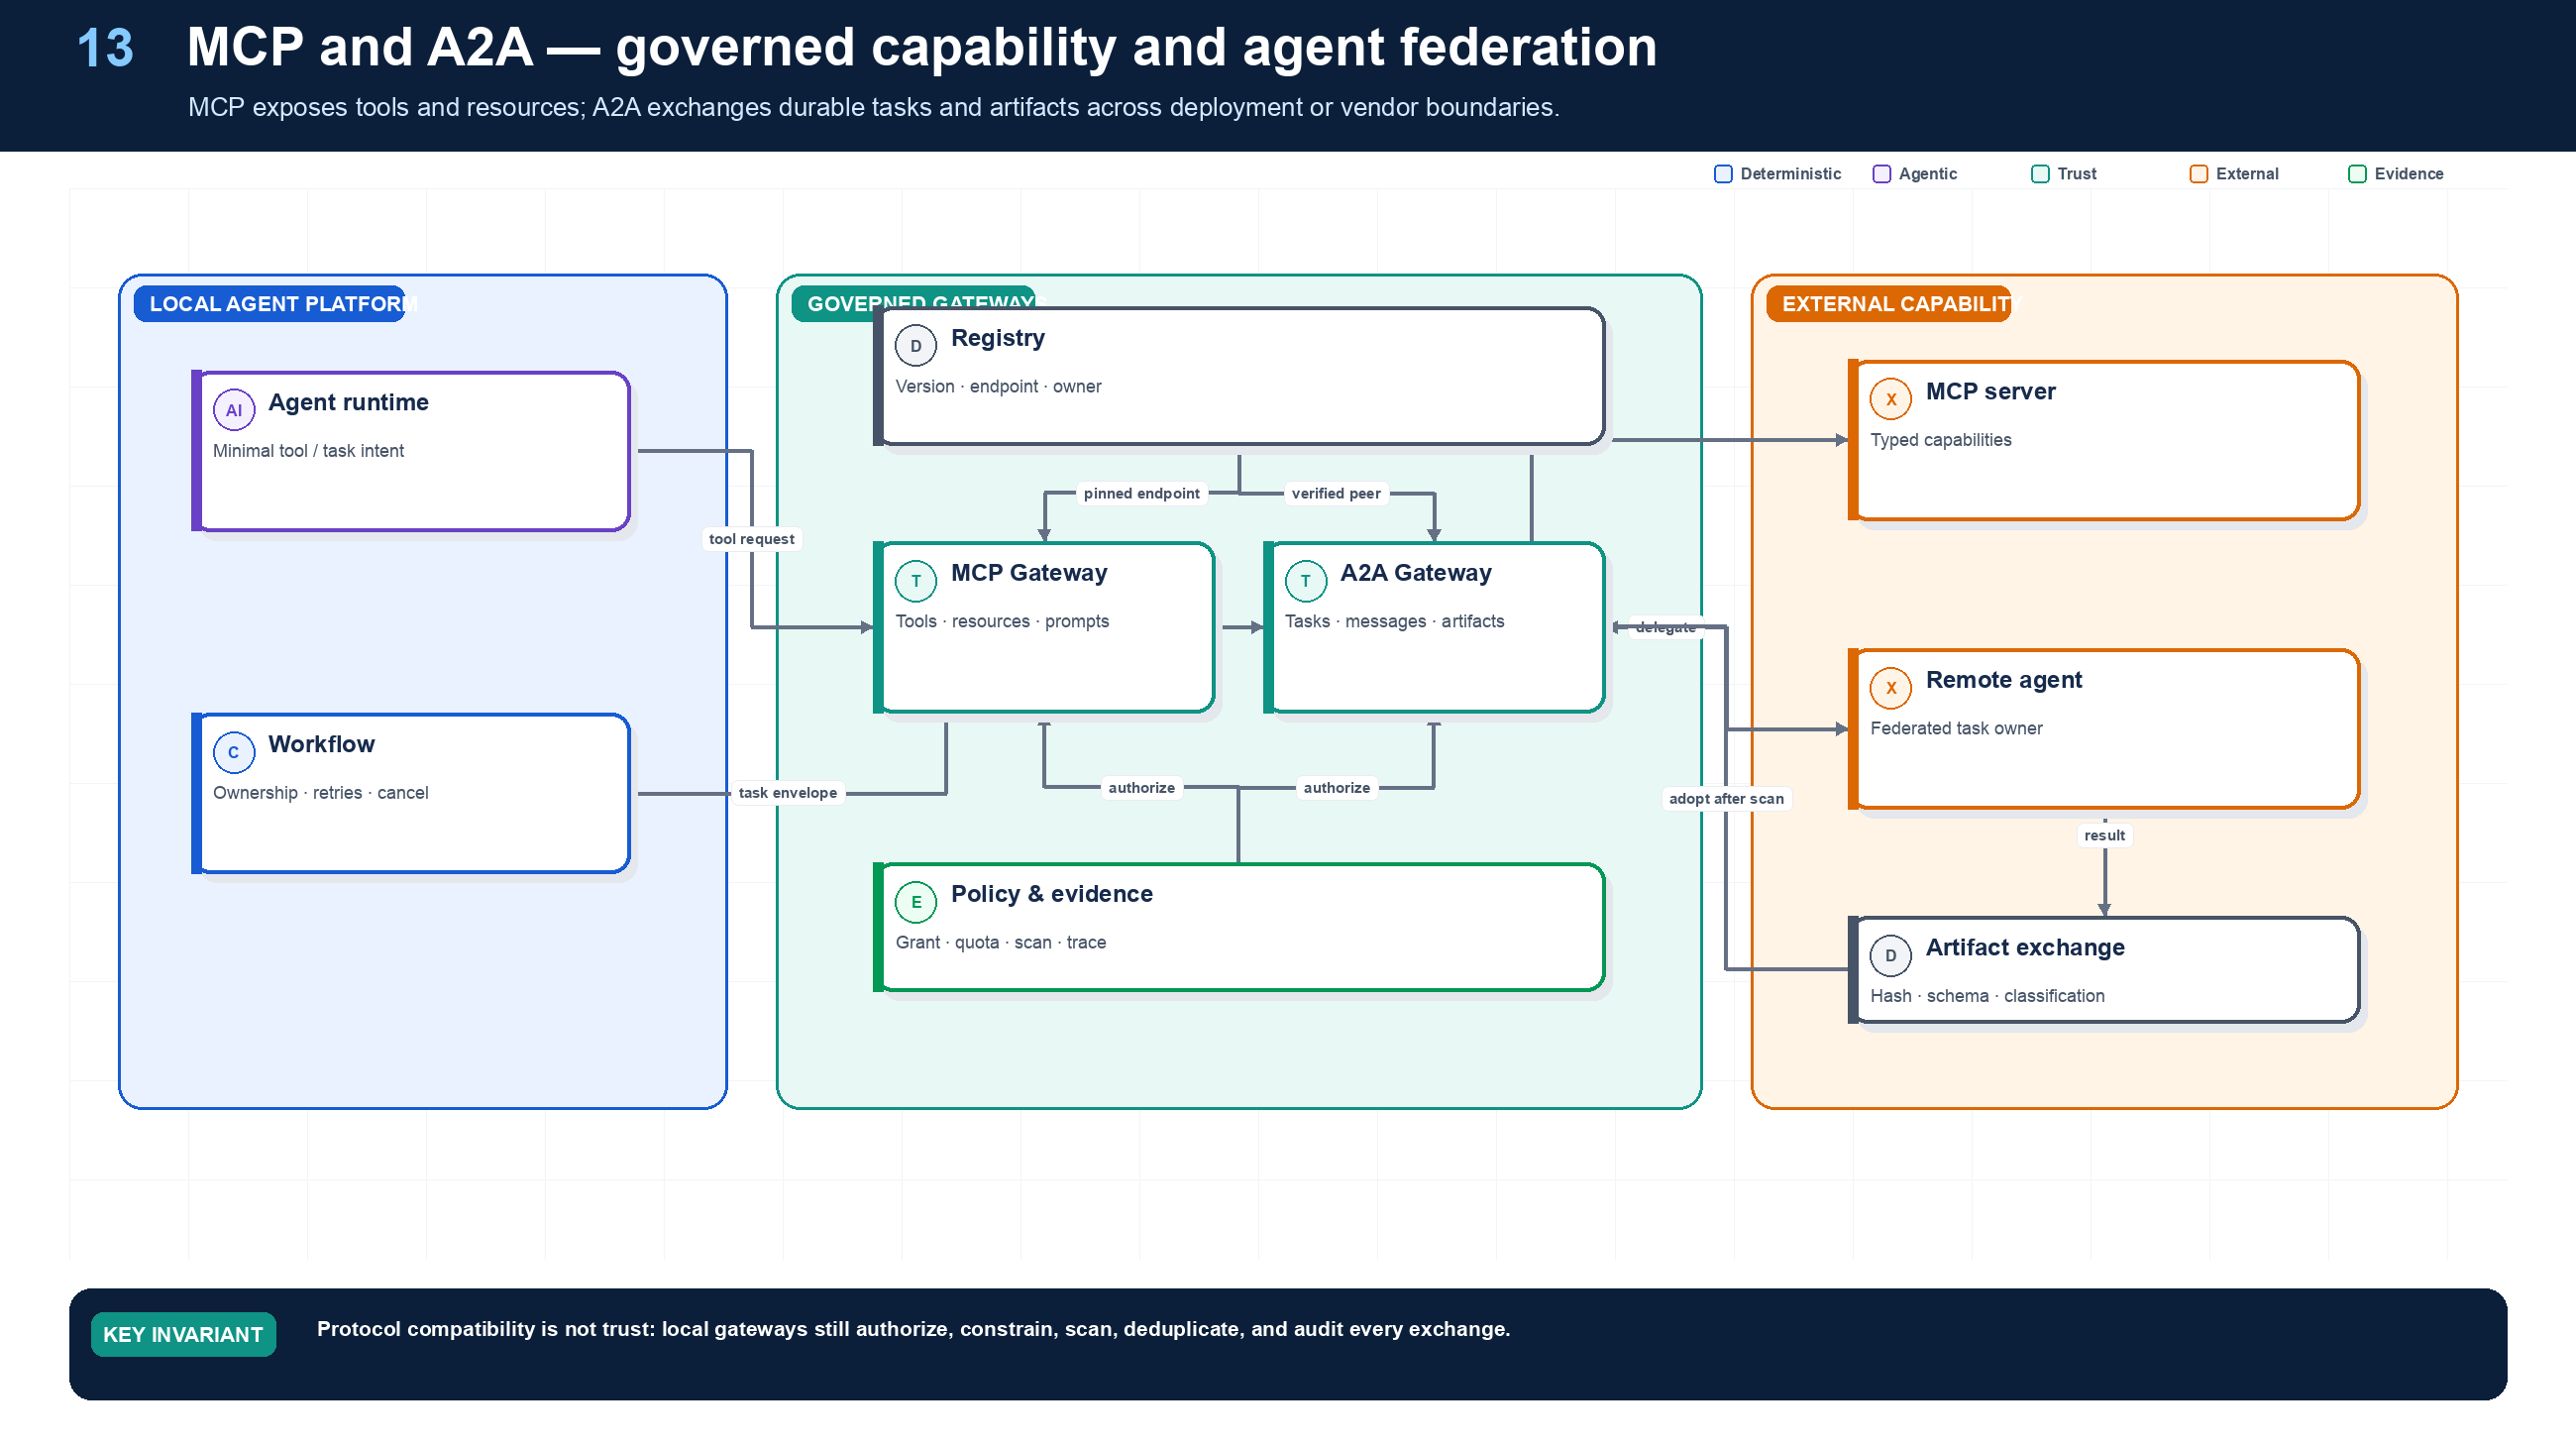 13
MCP and A2A — governed capability and agent federation
MCP exposes tools and resources; A2A exchanges durable tasks and artifacts across deployment or vendor boundaries.
Deterministic
Agentic
Trust
External
Evidence
LOCAL AGENT PLATFORM
AI
Agent runtime
Minimal tool / task intent
C
Workflow
Ownership · retries · cancel
tool request
task envelope
GOVERNED GATEWAYS
D
Registry
Version · endpoint · owner
pinned endpoint
verified peer
T
MCP Gateway
Tools · resources · prompts
T
A2A Gateway
Tasks · messages · artifacts
authorize
authorize
E
Policy & evidence
Grant · quota · scan · trace
delegate
adopt after scan
EXTERNAL CAPABILITY
X
MCP server
Typed capabilities
X
Remote agent
Federated task owner
result
D
Artifact exchange
Hash · schema · classification
KEY INVARIANT
Protocol compatibility is not trust: local gateways still authorize, constrain, scan, deduplicate, and audit every exchange.